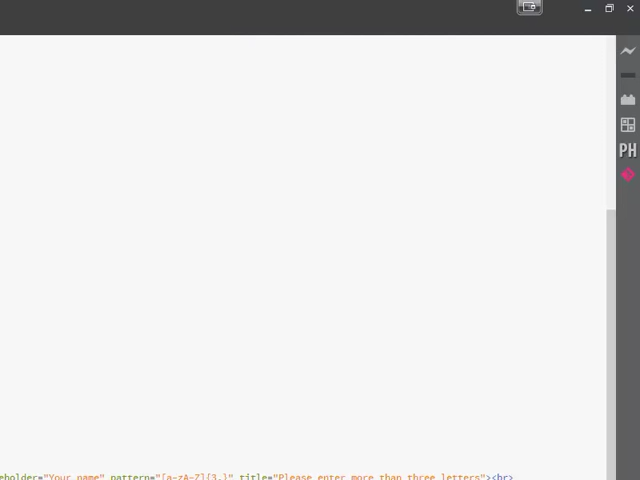 PH
eholder="Your name" pattern="[a-zA-Z]{3,}" title="Please enter more than three letters"><br>